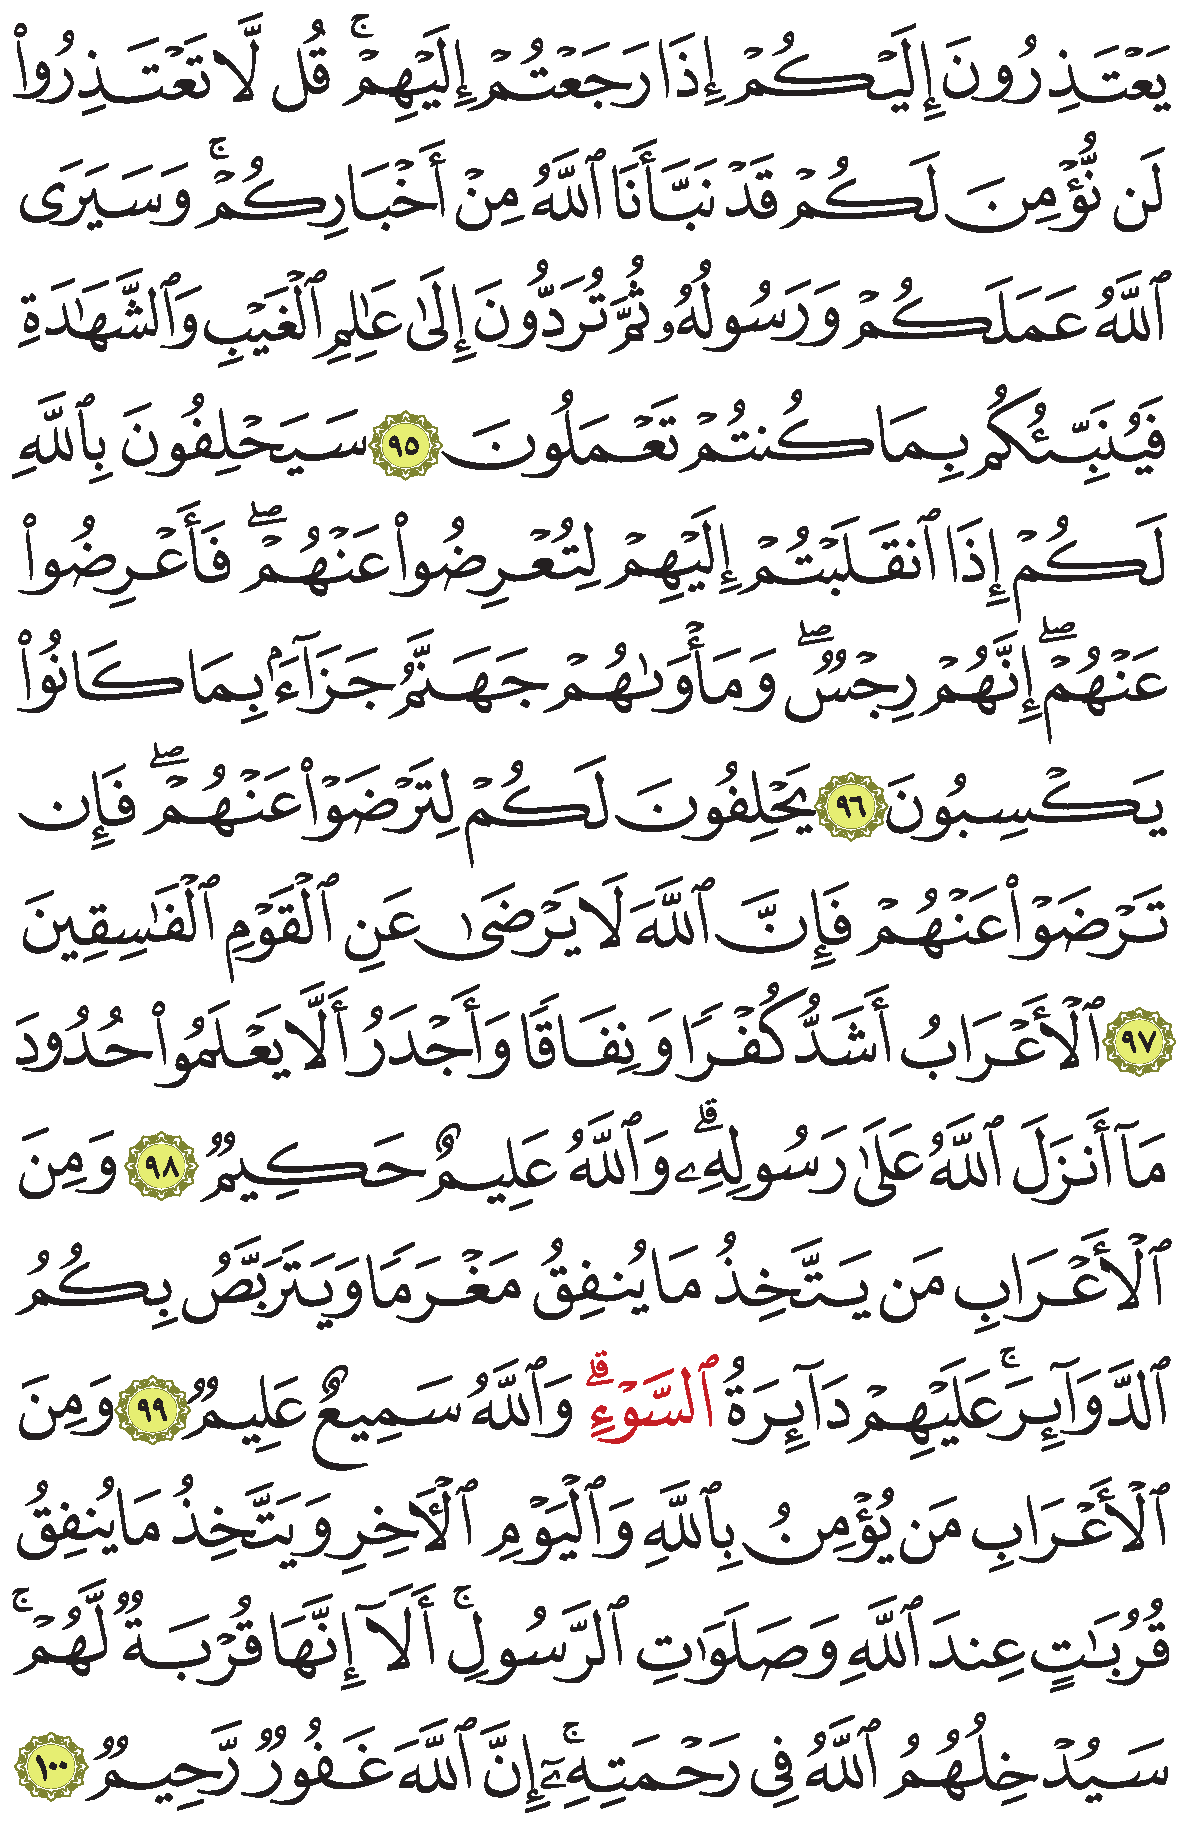 يَعْتَذِرُونَ إِلَيْكُمْ إِذَا رَجَعْتُمْ إِلَيْهِمْ ۚ قُل لَّا تَعْتَذِرُوا۟
لَن نُّؤْمِنَ لَكُمْ قَدْ نَبَّأَنَا ٱللَّهُ مِنْ أَخْبَارِكُمْ ۚ وَسَيَرَى
ٱللَّهُ عَمَلَكُمْ وَرَسُولُهُۥ ثُمَّ تُرَدُّونَ إِلَىٰ عَٰلِمِ ٱلْغَيْبِ وَٱلشَّهَٰدَةِ
فَيُنَبِّئُكُم بِمَا كُنتُمْ تَعْمَلُونَ ٩٥ سَيَحْلِفُونَ بِٱللَّهِ
لَكُمْ إِذَا ٱنقَلَبْتُمْ إِلَيْهِمْ لِتُعْرِضُوا۟ عَنْهُمْ ۖ فَأَعْرِضُوا۟
عَنْهُمْ ۖ إِنَّهُمْ رِجْسٌ ۖ وَمَأْوَىٰهُمْ جَهَنَّمُ جَزَآءًۢ بِمَا كَانُوا۟
يَكْسِبُونَ ٩٦ يَحْلِفُونَ لَكُمْ لِتَرْضَوْا۟ عَنْهُمْ ۖ فَإِن
تَرْضَوْا۟ عَنْهُمْ فَإِنَّ ٱللَّهَ لَا يَرْضَىٰ عَنِ ٱلْقَوْمِ ٱلْفَٰسِقِينَ
٩٧ ٱلْأَعْرَابُ أَشَدُّ كُفْرًا وَنِفَاقًا وَأَجْدَرُ أَلَّا يَعْلَمُوا۟ حُدُودَ
مَآ أَنزَلَ ٱللَّهُ عَلَىٰ رَسُولِهِۦ ۗ وَٱللَّهُ عَلِيمٌ حَكِيمٌ ٩٨ وَمِنَ
ٱلْأَعْرَابِ مَن يَتَّخِذُ مَا يُنفِقُ مَغْرَمًا وَيَتَرَبَّصُ بِكُمُ
ٱلدَّوَآئِرَ ۚ عَلَيْهِمْ دَآئِرَةُ ٱلسَّوْءِ ۗ وَٱللَّهُ سَمِيعٌ عَلِيمٌ ٩٩ وَمِنَ
ٱلْأَعْرَابِ مَن يُؤْمِنُ بِٱللَّهِ وَٱلْيَوْمِ ٱلْءَاخِرِ وَيَتَّخِذُ مَا يُنفِقُ
قُرُبَٰتٍ عِندَ ٱللَّهِ وَصَلَوَٰتِ ٱلرَّسُولِ ۚ أَلَآ إِنَّهَا قُرْبَةٌ لَّهُمْ ۚ
سَيُدْخِلُهُمُ ٱللَّهُ فِى رَحْمَتِهِۦٓ ۚ إِنَّ ٱللَّهَ غَفُورٌ رَّحِيمٌ ١٠٠